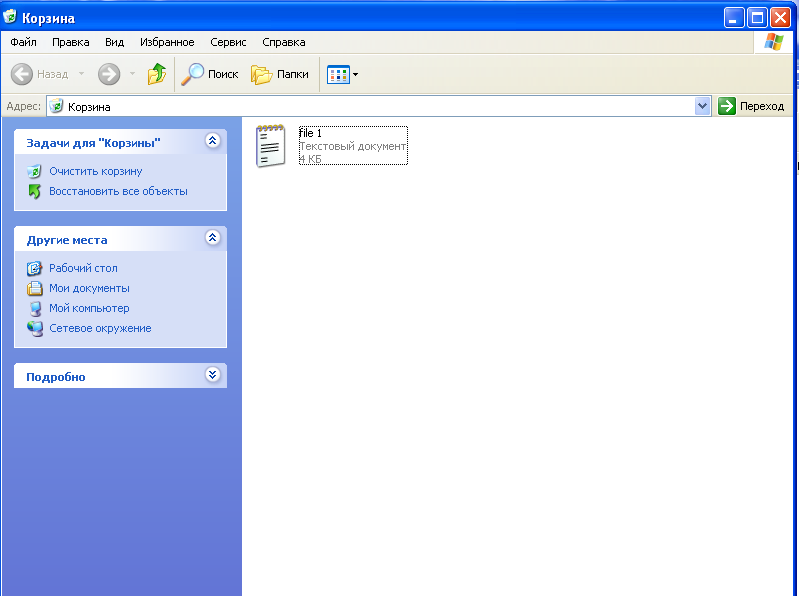 Корзина
Файл Правка Вид Избранное Сервис Справка
Назад Поиск Папки
Адрес: Корзина Переход
Задачи для "Корзины"
Очистить корзину
Восстановить все объекты
Другие места
Рабочий стол
Мои документы
Мой компьютер
Сетевое окружение
Подробно
file 1
Текстовый документ
4 КБ